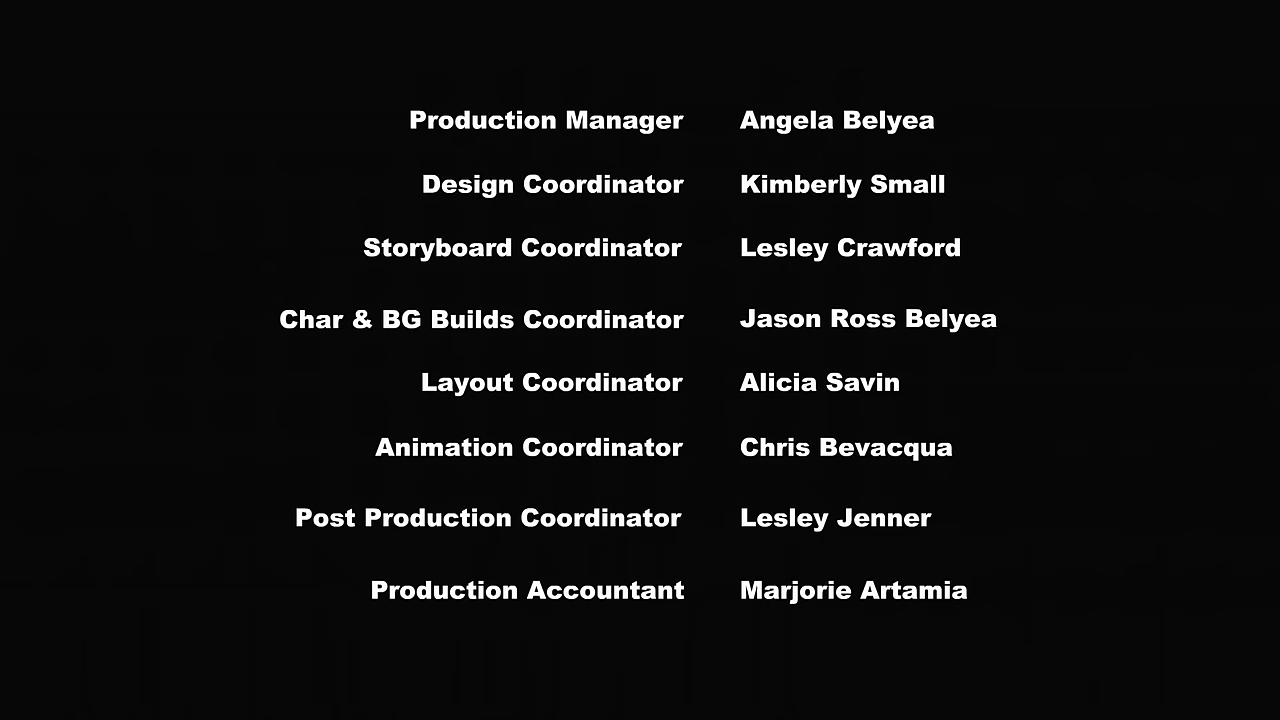 Production Manager Angela Belyea
Design Coordinator Kimberly Small
Storyboard Coordinator Lesley Crawford
Char & BG Builds Coordinator Jason Ross Belyea
Layout Coordinator Alicia Savin
Animation Coordinator Chris Bevacqua
Post Production Coordinator Lesley Jenner
Production Accountant Marjorie Artamia